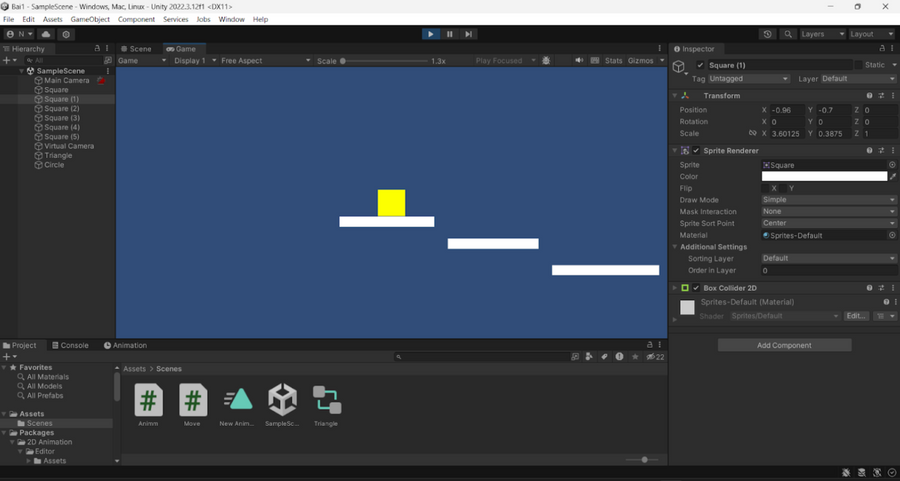 Bai1 - SampleScene - Windows, Mac, Linux - Unity 2022.3.12f1 <DX11>
File Edit Assets GameObject Component Services Jobs Window Help
N Layers Layout
Hierarchy Scene Game Inspector
All
Game Display 1 Free Aspect Scale 1.3x Play Focused Stats Gizmos
SampleScene
Main Camera
Square
Square (1)
Square (2)
Square (3)
Square (4)
Square (5)
Virtual Camera
Triangle
Circle
Square (1) Static
Tag Untagged Layer Default
Transform
Position X -0.96 Y -0.7 Z 0
Rotation X 0 Y 0 Z 0
Scale X 3.60125 Y 0.3875 Z 1
Sprite Renderer
Sprite Square
Color
Flip X Y
Draw Mode Simple
Mask Interaction None
Sprite Sort Point Center
Material Sprites-Default
Additional Settings
Sorting Layer Default
Order in Layer 0
Box Collider 2D
Sprites-Default (Material)
Shader Sprites/Default Edit...
Add Component
Project Console Animation
22
Favorites
All Materials
All Models
All Prefabs
Assets
Scenes
Packages
2D Animation
Editor
Assets
Assets > Scenes
Animm Move New Anim... SampleSc... Triangle